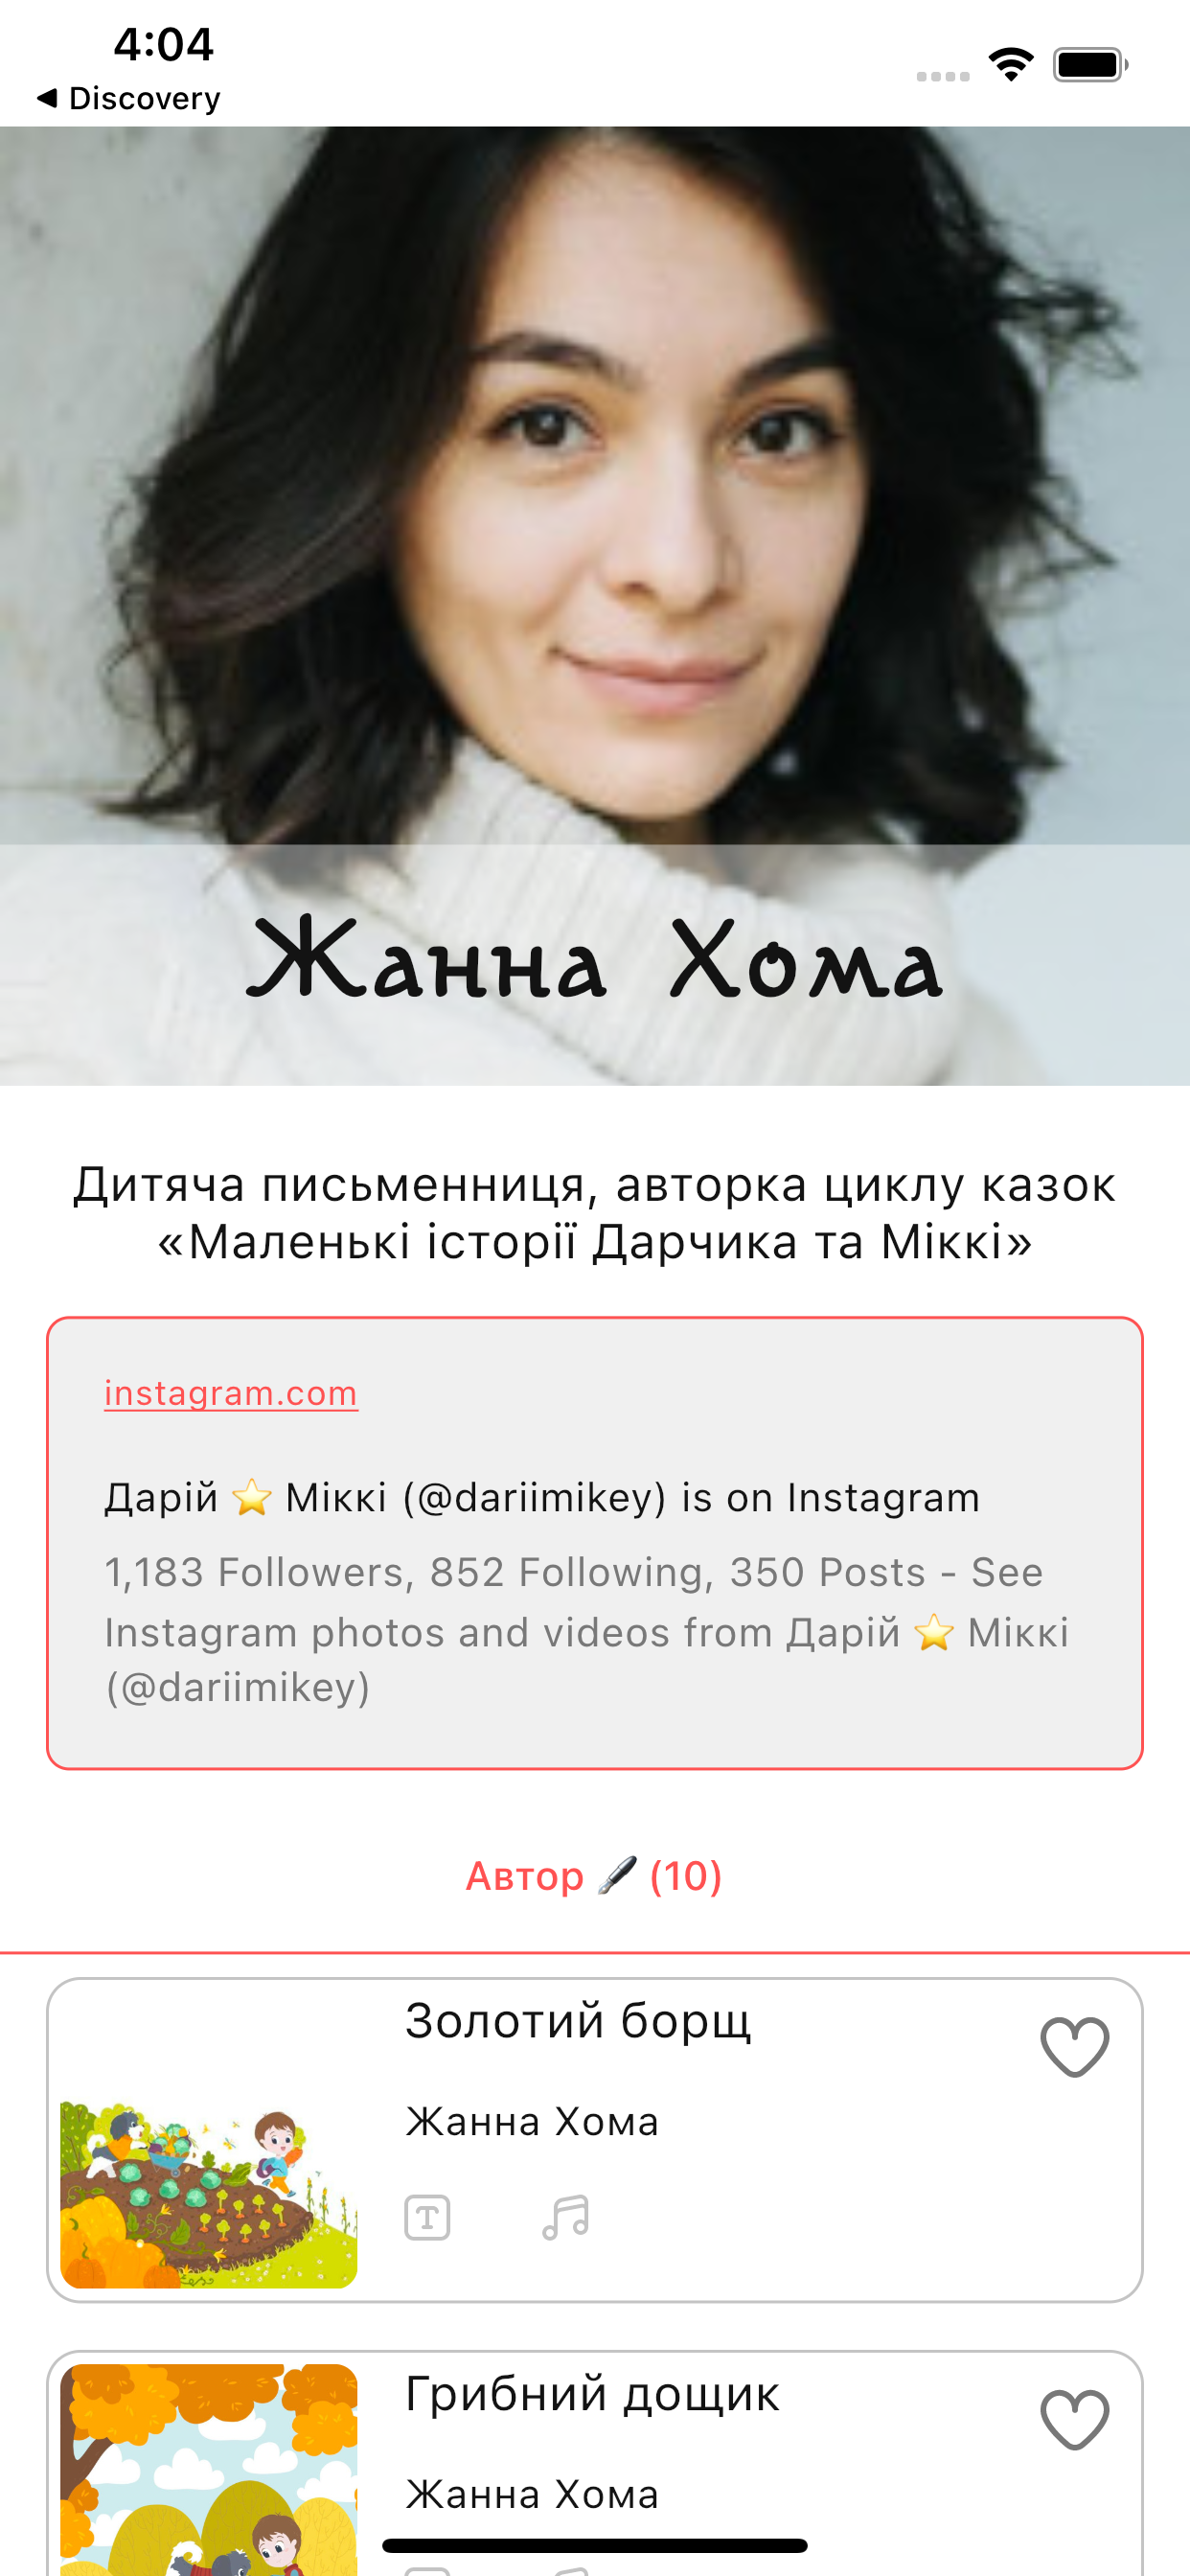 4:04
◀ Discovery
Жанна Хома
Дитяча письменниця, авторка циклу казок
«Маленькі історії Дарчика та Міккі»
instagram.com
Дарій ⭐ Міккі (@dariimikey) is on Instagram
1,183 Followers, 852 Following, 350 Posts - See
Instagram photos and videos from Дарій ⭐ Міккі
(@dariimikey)
Автор 🖋️ (10)
Золотий борщ
Жанна Хома
T
Грибний дощик
Жанна Хома